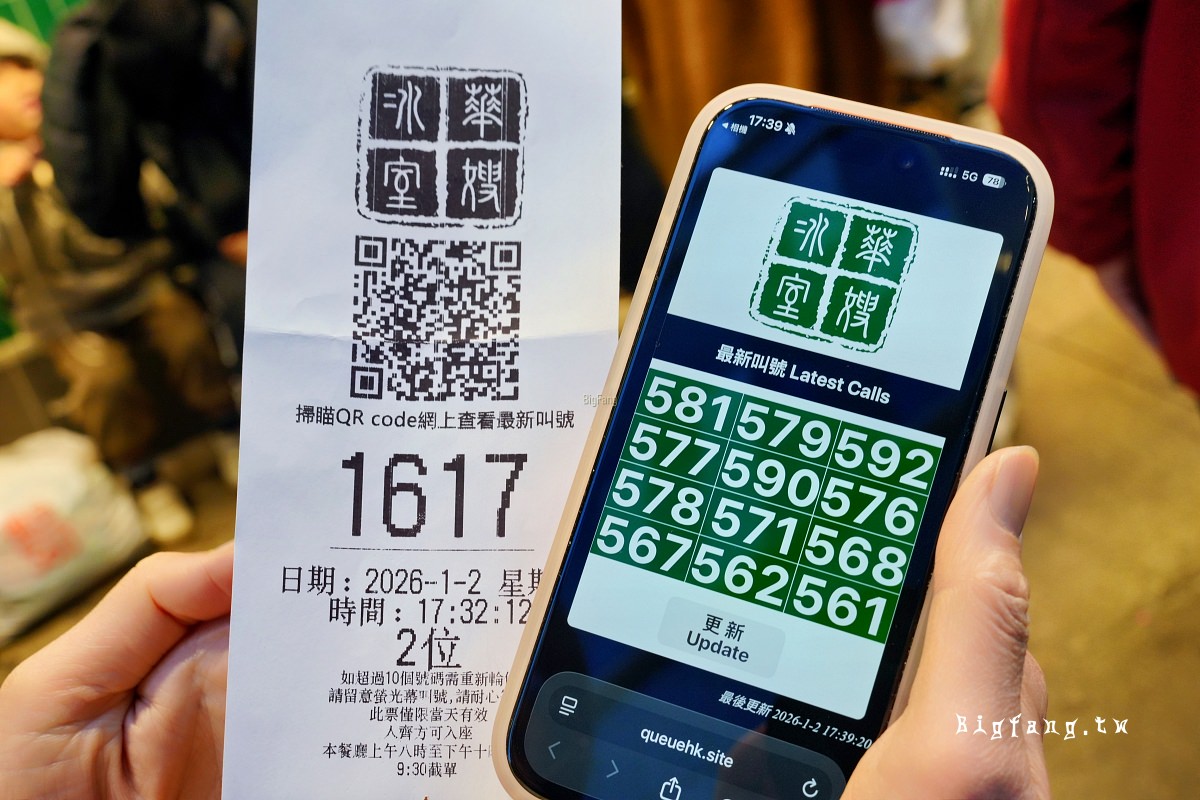 華嫂
冰室
掃瞄QR code網上查看最新叫號
1617
日期: 2026-1-2 星期
時間: 17:32:12
2位
如超過10個號碼需重新輪
請留意螢光幕叫號,請耐心
此票僅限當天有效
人齊方可入座
本餐廳上午八時至下午十
9:30截單
BigFang
17:39
相機
5G 78
華嫂
冰室
最新叫號 Latest Calls
581 579 592
577 590 576
578 571 568
567 562 561
更新
Update
最後更新 2026-1-2 17:39:20
queuehk.site
Bigfang.tw